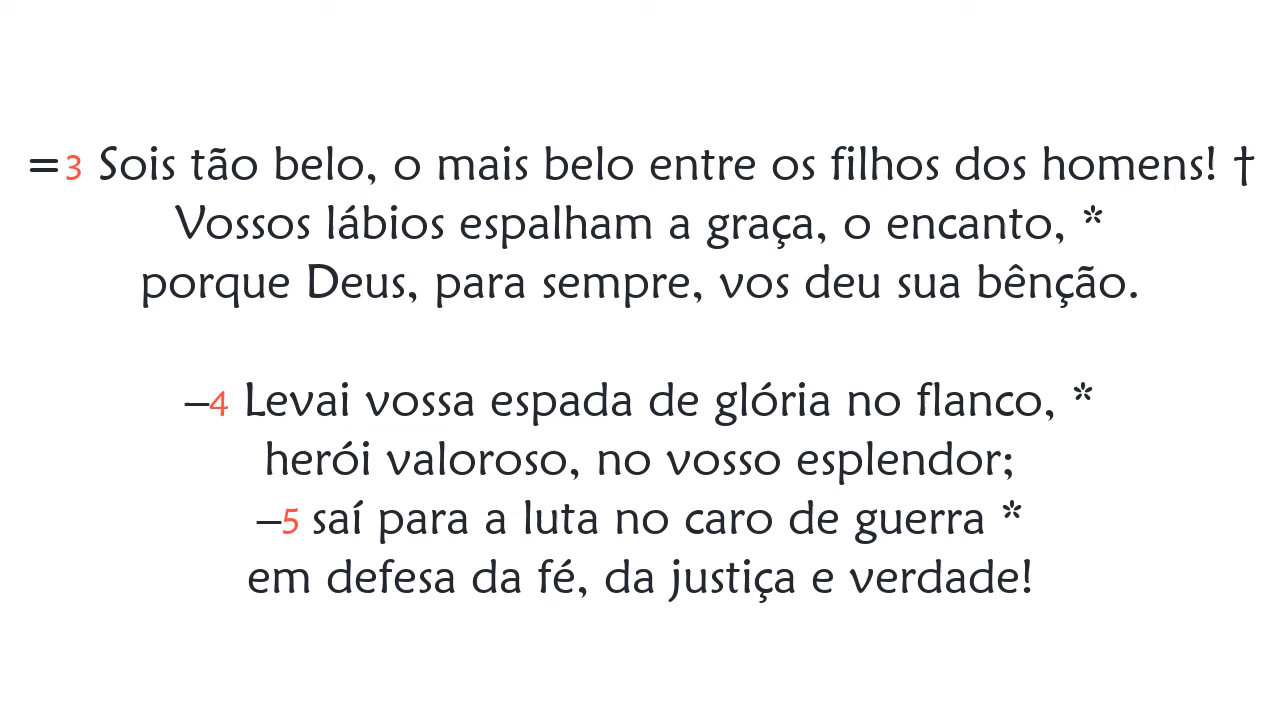 =3 Sois tão belo, o mais belo entre os filhos dos homens! †
Vossos lábios espalham a graça, o encanto, *
porque Deus, para sempre, vos deu sua bênção.
–4 Levai vossa espada de glória no flanco, *
herói valoroso, no vosso esplendor;
–5 saí para a luta no caro de guerra *
em defesa da fé, da justiça e verdade!